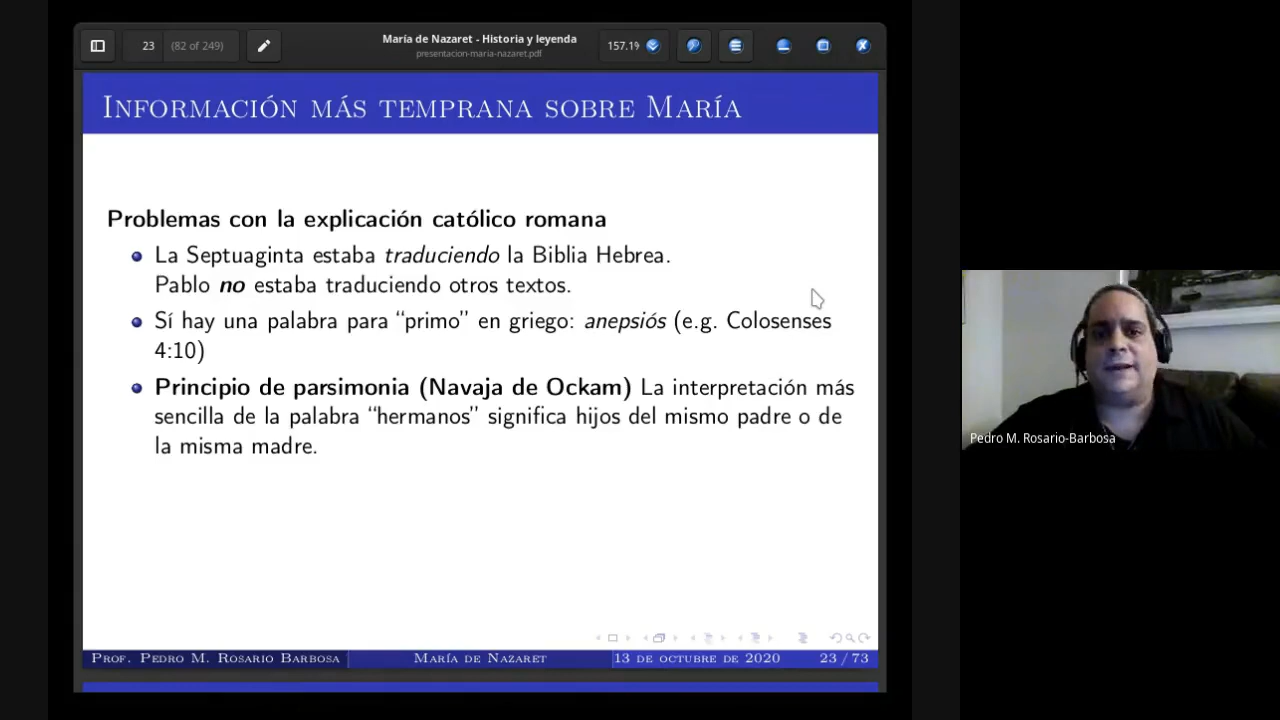 23 (82 of 249)
María de Nazaret - Historia y leyenda
presentacion-maria-nazaret.pdf
157.1%
Información más temprana sobre María
Problemas con la explicación católico romana
La Septuaginta estaba traduciendo la Biblia Hebrea.
Pablo no estaba traduciendo otros textos.
Sí hay una palabra para “primo” en griego: anepsiós (e.g. Colosenses
4:10)
Principio de parsimonia (Navaja de Ockam) La interpretación más
sencilla de la palabra “hermanos” significa hijos del mismo padre o de
la misma madre.
Prof. Pedro M. Rosario Barbosa María de Nazaret 13 de octubre de 2020 23 / 73
Pedro M. Rosario-Barbosa